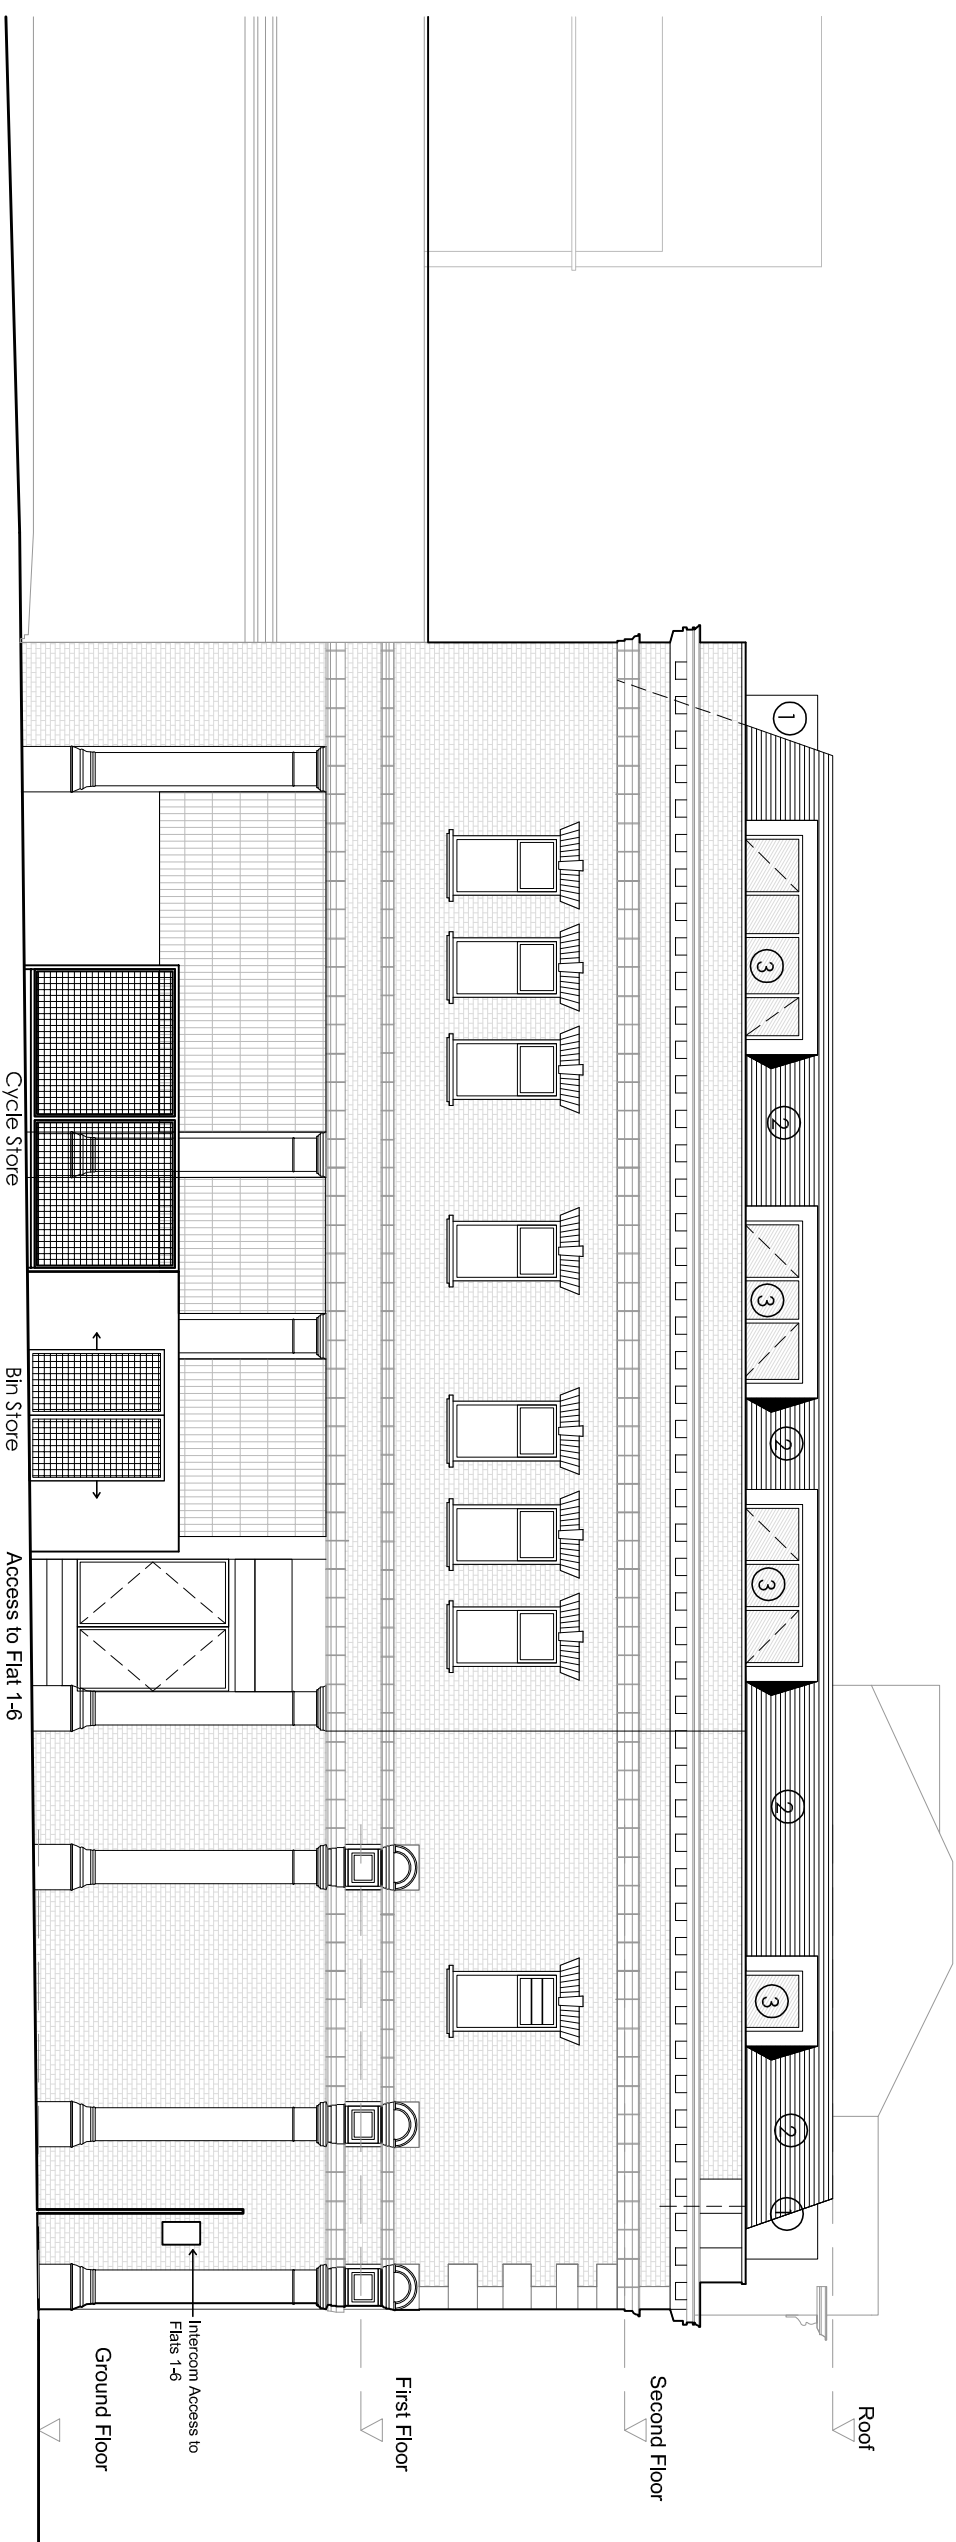 Roof
Second Floor
First Floor
Ground Floor
1
3
2
3
2
3
2
3
2
1
Intercom Access to
Flats 1-6
Cycle Store
Bin Store
Access to Flat 1-6